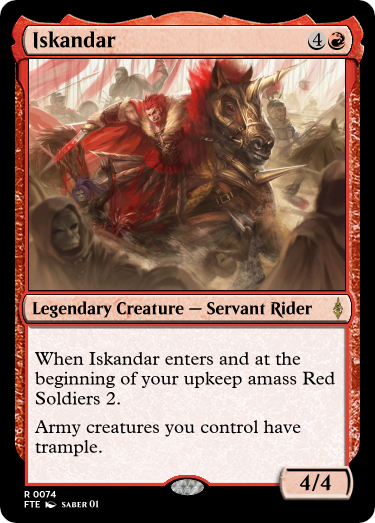 Iskandar 4
Legendary Creature — Servant Rider
When Iskandar enters and at the
beginning of your upkeep amass Red
Soldiers 2.
Army creatures you control have
trample.
4/4
R 0074
FTE SABER 01